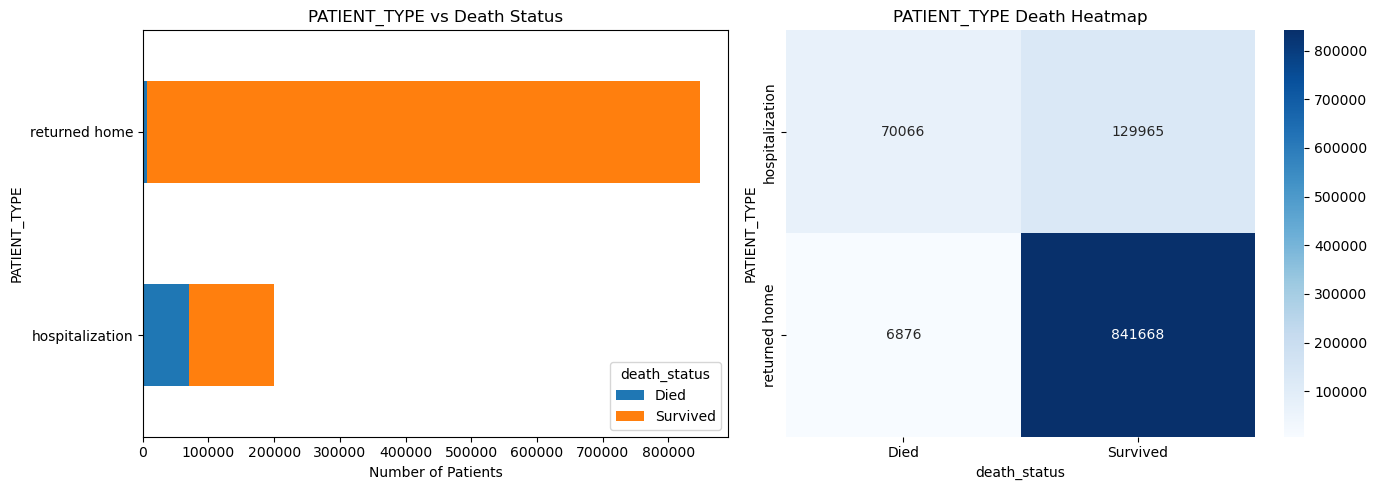 PATIENT_TYPE vs Death Status
PATIENT_TYPE
returned home
hospitalization
death_status
Died
Survived
0 100000 200000 300000 400000 500000 600000 700000 800000
Number of Patients
PATIENT_TYPE Death Heatmap
PATIENT_TYPE
hospitalization
returned home
70066 129965
6876 841668
Died Survived
death_status
800000
700000
600000
500000
400000
300000
200000
100000